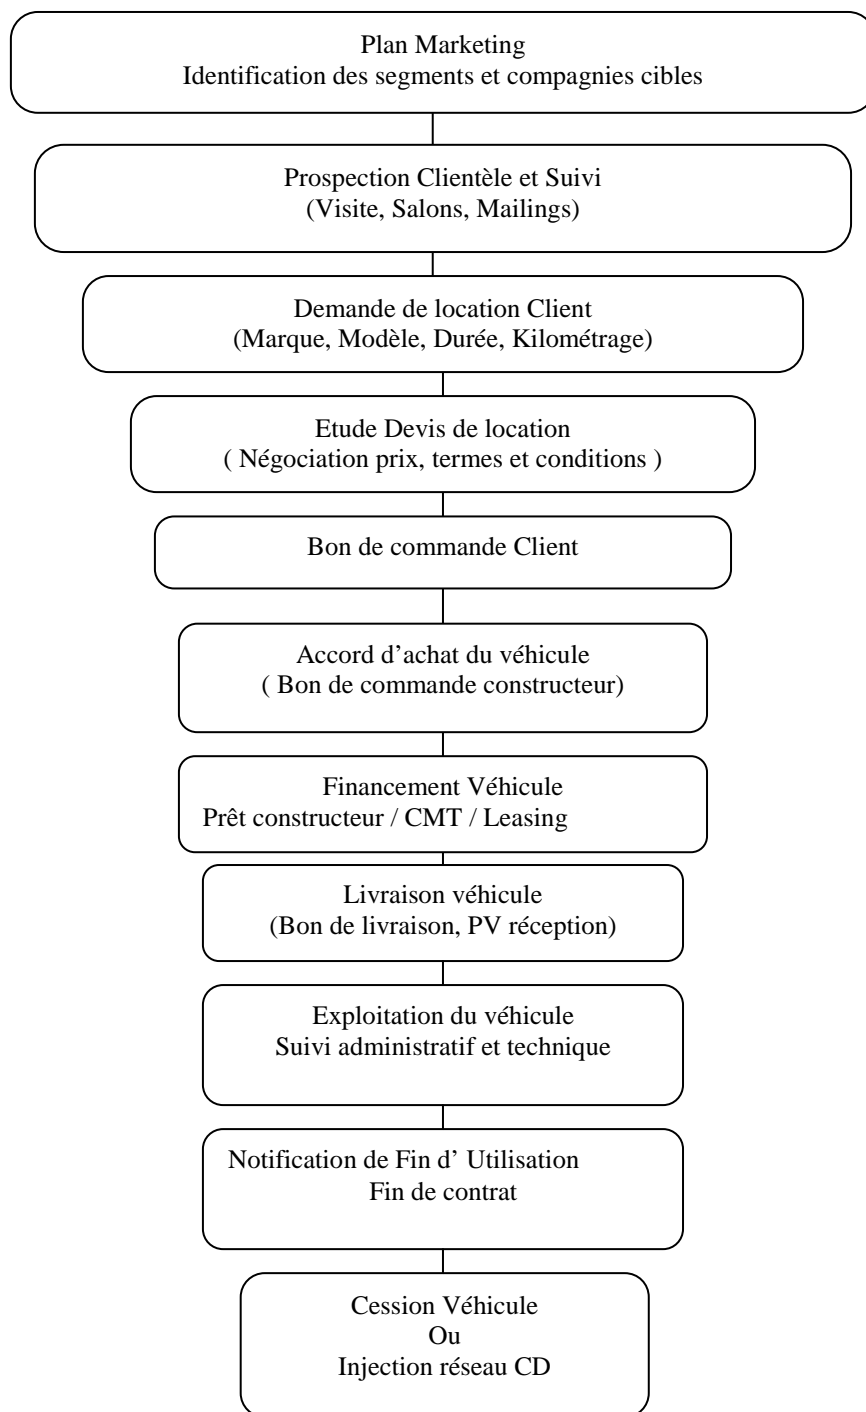 Plan Marketing
Identification des segments et compagnies cibles
Prospection Clientèle et Suivi
(Visite, Salons, Mailings)
Demande de location Client
(Marque, Modèle, Durée, Kilométrage)
Etude Devis de location
( Négociation prix, termes et conditions )
Bon de commande Client
Accord d’achat du véhicule
( Bon de commande constructeur)
Financement Véhicule
Prêt constructeur / CMT / Leasing
Livraison véhicule
(Bon de livraison, PV réception)
Exploitation du véhicule
Suivi administratif et technique
Notification de Fin d’ Utilisation
Fin de contrat
Cession Véhicule
Ou
Injection réseau CD